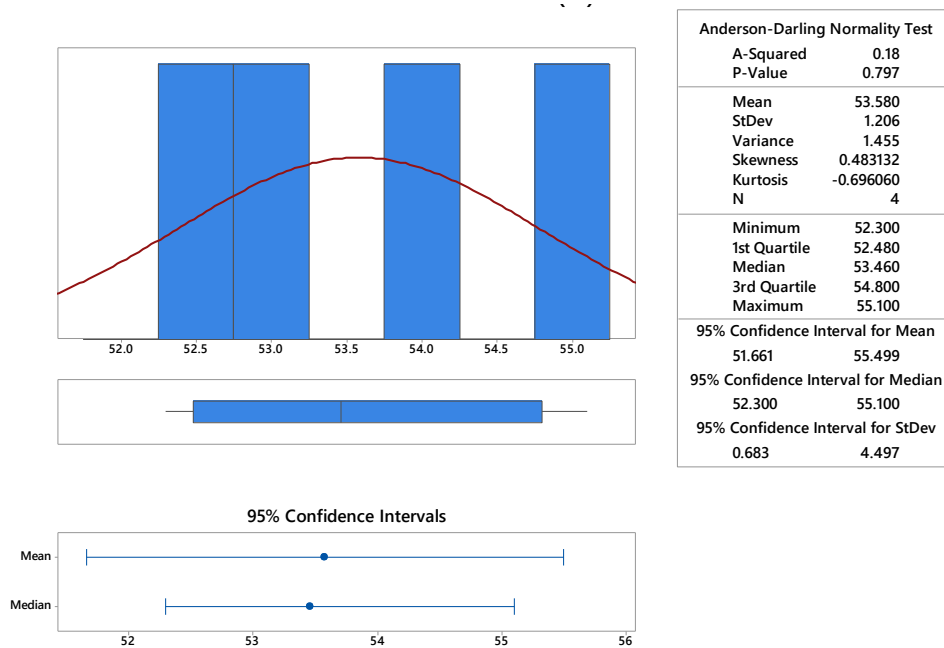 Anderson-Darling Normality Test
A-Squared 0.18
P-Value 0.797
Mean 53.580
StDev 1.206
Variance 1.455
Skewness 0.483132
Kurtosis -0.696060
N 4
Minimum 52.300
1st Quartile 52.480
Median 53.460
3rd Quartile 54.800
Maximum 55.100
95% Confidence Interval for Mean
51.661 55.499
95% Confidence Interval for Median
52.300 55.100
95% Confidence Interval for StDev
0.683 4.497
52.0 52.5 53.0 53.5 54.0 54.5 55.0
95% Confidence Intervals
Mean
Median
52 53 54 55 56